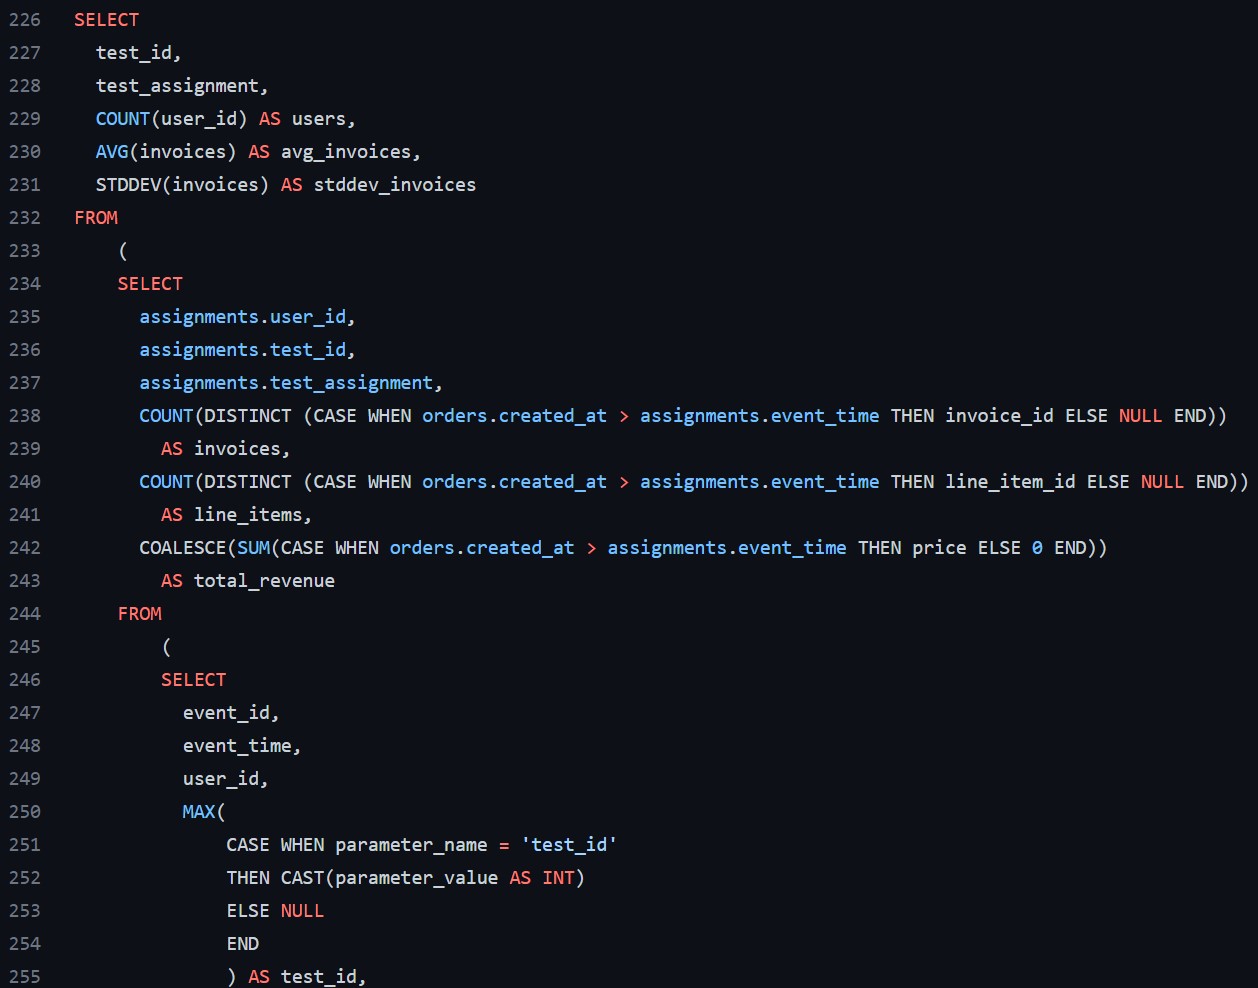 226 SELECT
227 test_id,
228 test_assignment,
229 COUNT(user_id) AS users,
230 AVG(invoices) AS avg_invoices,
231 STDDEV(invoices) AS stddev_invoices
232 FROM
233 (
234 SELECT
235 assignments.user_id,
236 assignments.test_id,
237 assignments.test_assignment,
238 COUNT(DISTINCT (CASE WHEN orders.created_at > assignments.event_time THEN invoice_id ELSE NULL END))
239 AS invoices,
240 COUNT(DISTINCT (CASE WHEN orders.created_at > assignments.event_time THEN line_item_id ELSE NULL END))
241 AS line_items,
242 COALESCE(SUM(CASE WHEN orders.created_at > assignments.event_time THEN price ELSE 0 END))
243 AS total_revenue
244 FROM
245 (
246 SELECT
247 event_id,
248 event_time,
249 user_id,
250 MAX(
251 CASE WHEN parameter_name = 'test_id'
252 THEN CAST(parameter_value AS INT)
253 ELSE NULL
254 END
255 ) AS test_id,